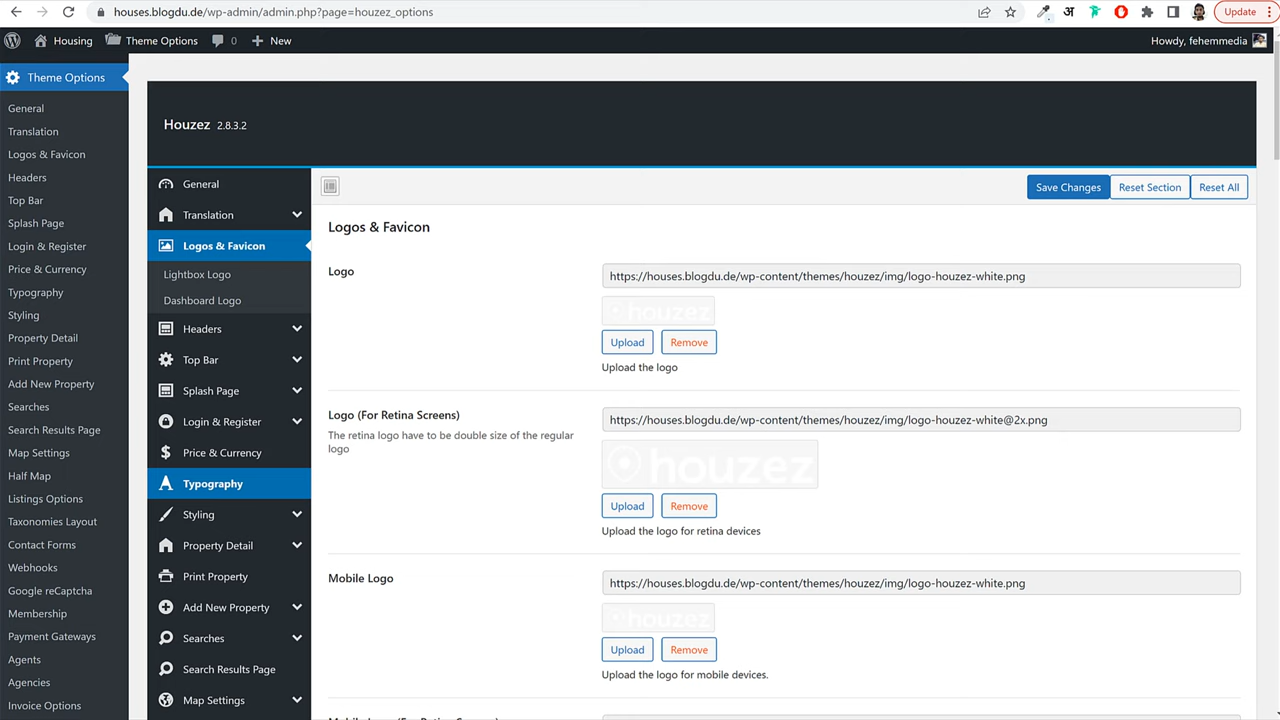 houses.blogdu.de/wp-admin/admin.php?page=houzez_options
अ
Update
Housing
Theme Options
0
New
Howdy, fehemmedia
Theme Options
General
Translation
Logos & Favicon
Headers
Top Bar
Splash Page
Login & Register
Price & Currency
Typography
Styling
Property Detail
Print Property
Add New Property
Searches
Search Results Page
Map Settings
Half Map
Listings Options
Taxonomies Layout
Contact Forms
Webhooks
Google reCaptcha
Membership
Payment Gateways
Agents
Agencies
Invoice Options
Houzez 2.8.3.2
General
Translation
Logos & Favicon
Lightbox Logo
Dashboard Logo
Headers
Top Bar
Splash Page
Login & Register
Price & Currency
Typography
Styling
Property Detail
Print Property
Add New Property
Searches
Search Results Page
Map Settings
Save Changes
Reset Section
Reset All
Logos & Favicon
Logo
https://houses.blogdu.de/wp-content/themes/houzez/img/logo-houzez-white.png
houzez
Upload
Remove
Upload the logo
Logo (For Retina Screens)
The retina logo have to be double size of the regular
logo
https://houses.blogdu.de/wp-content/themes/houzez/img/logo-houzez-white@2x.png
houzez
Upload
Remove
Upload the logo for retina devices
Mobile Logo
https://houses.blogdu.de/wp-content/themes/houzez/img/logo-houzez-white.png
houzez
Upload
Remove
Upload the logo for mobile devices.